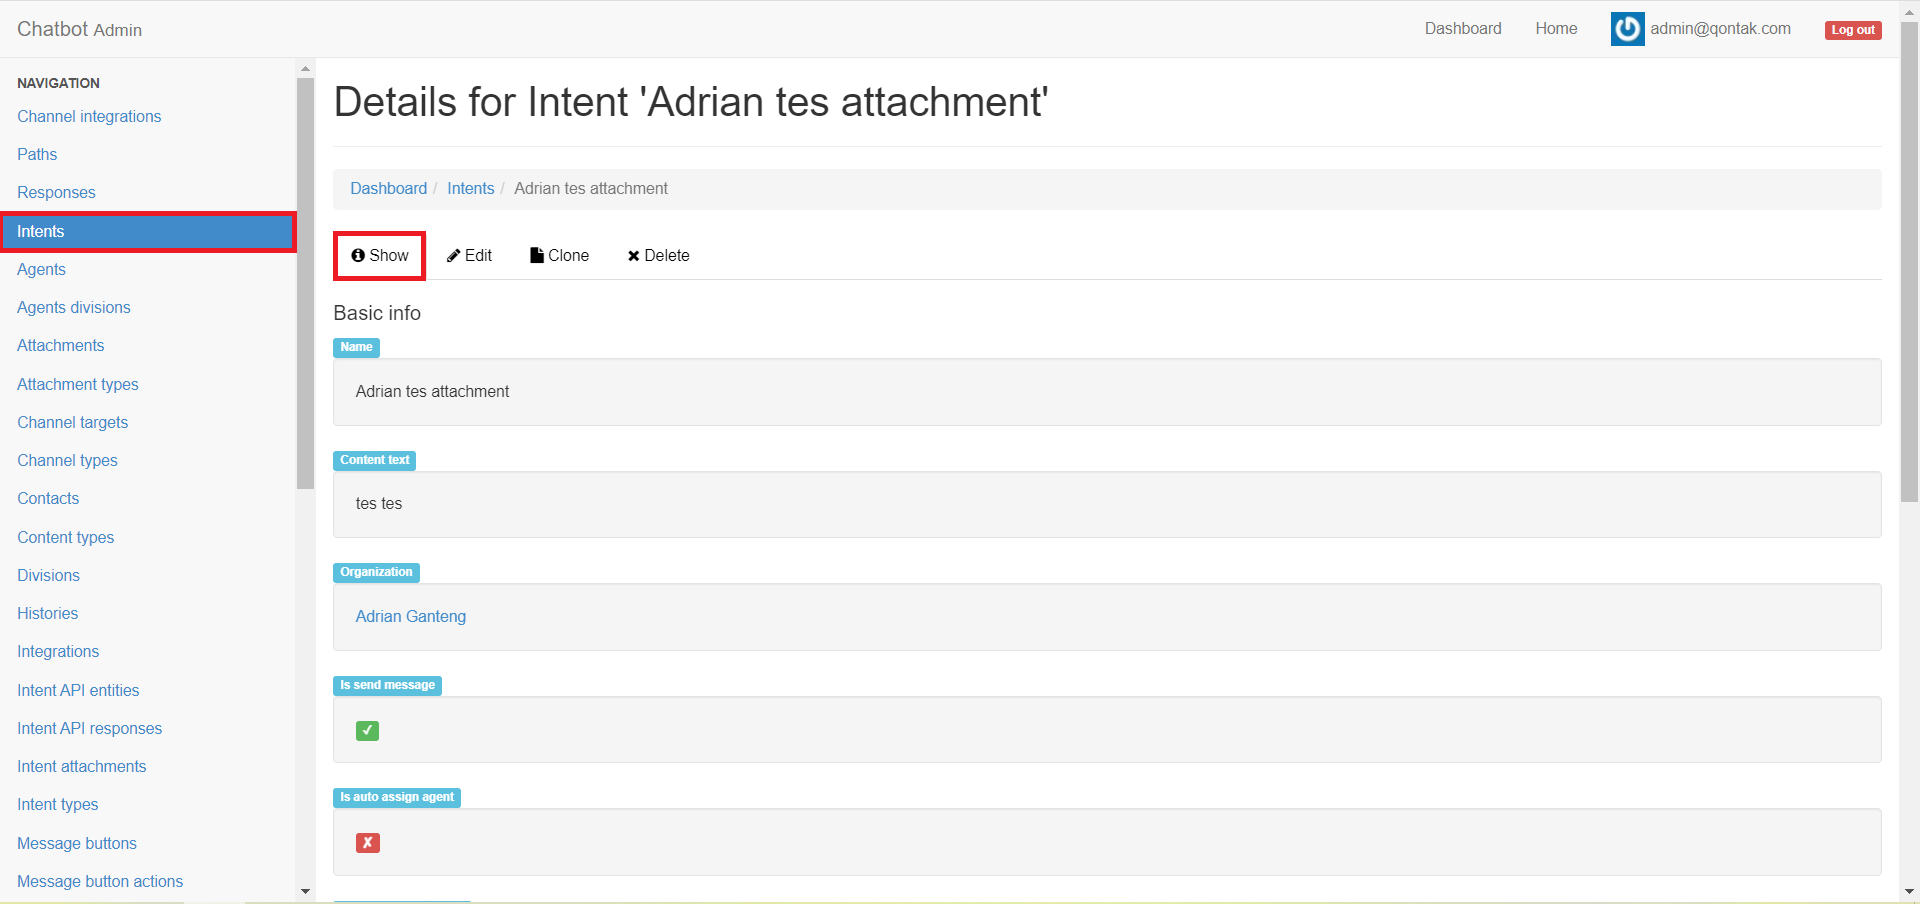 Chatbot Admin
Dashboard
Home
admin@qontak.com
Log out
NAVIGATION
Channel integrations
Paths
Responses
Intents
Agents
Agents divisions
Attachments
Attachment types
Channel targets
Channel types
Contacts
Content types
Divisions
Histories
Integrations
Intent API entities
Intent API responses
Intent attachments
Intent types
Message buttons
Message button actions
Details for Intent 'Adrian tes attachment'
Dashboard / Intents / Adrian tes attachment
Show
Edit
Clone
Delete
Basic info
Name
Adrian tes attachment
Content text
tes tes
Organization
Adrian Ganteng
Is send message
Is auto assign agent